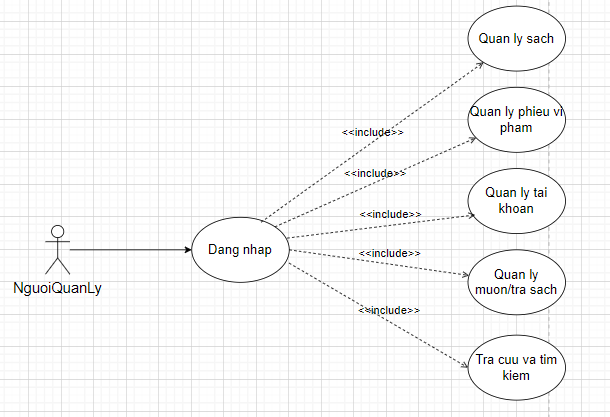 Quan ly sach
Quan ly phieu vi
pham
<<include>>
<<include>>
Quan ly tai
khoan
<<include>>
Dang nhap
<<include>>
Quan ly
muon/tra sach
NguoiQuanLy
<<include>>
Tra cuu va tim
kiem